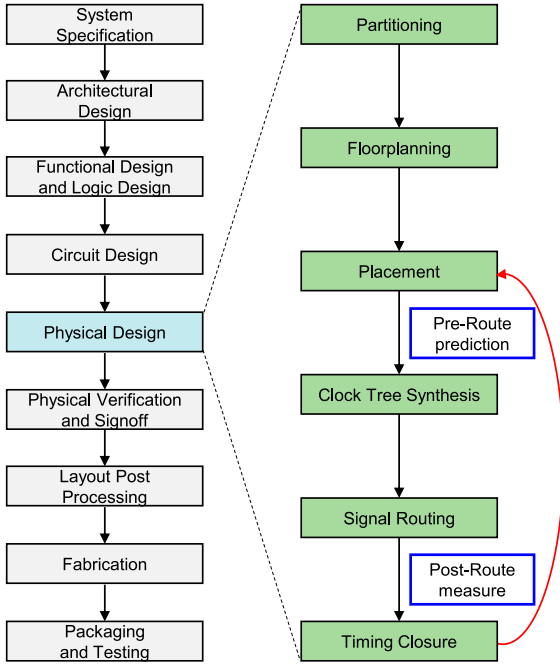 System
Specification
Architectural
Design
Functional Design
and Logic Design
Circuit Design
Physical Design
Physical Verification
and Signoff
Layout Post
Processing
Fabrication
Packaging
and Testing
Partitioning
Floorplanning
Placement
Pre-Route
prediction
Clock Tree Synthesis
Signal Routing
Post-Route
measure
Timing Closure